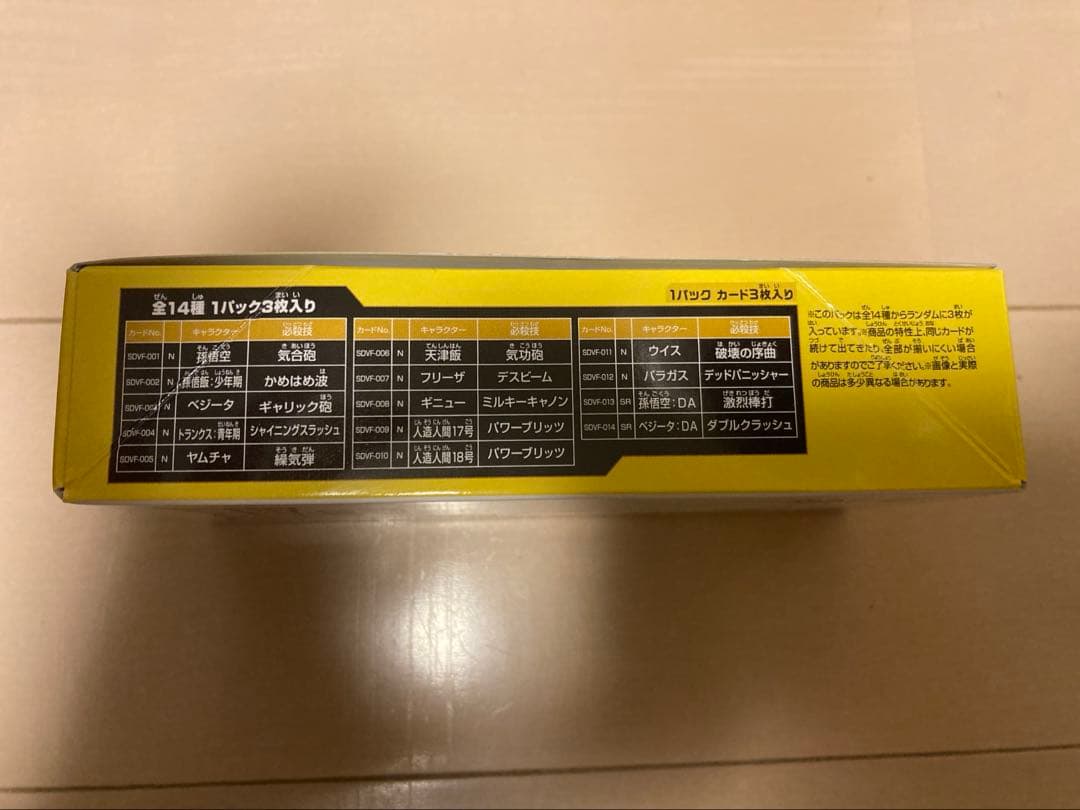 全14種 1パック3枚入り
1パック カード3枚入り
カードNo. キャラクター 必殺技
SDVF-001 N 孫悟空 気合砲
SDVF-002 N 孫悟飯:少年期 かめはめ波
SDVF-003 N ベジータ ギャリック砲
SDVF-004 N トランクス:青年期 シャイニングスラッシュ
SDVF-005 N ヤムチャ 繰気弾
カードNo. キャラクター 必殺技
SDVF-006 N 天津飯 気功砲
SDVF-007 N フリーザ デスビーム
SDVF-008 N ギニュー ミルキーキャノン
SDVF-009 N 人造人間17号 パワーブリッツ
SDVF-010 N 人造人間18号 パワーブリッツ
カードNo. キャラクター 必殺技
SDVF-011 N ウイス 破壊の序曲
SDVF-012 N パラガス デッドパニッシャー
SDVF-013 SR 孫悟空:DA 激烈棒打
SDVF-014 SR ベジータ:DA ダブルクラッシュ
※このパックは全14種からランダムに3枚が
入っています。※商品の特性上、同じカードが
続けて出てきたり、全部が揃いにくい場合
がありますのでご了承ください。※画像と実際
の商品は多少異なる場合があります。